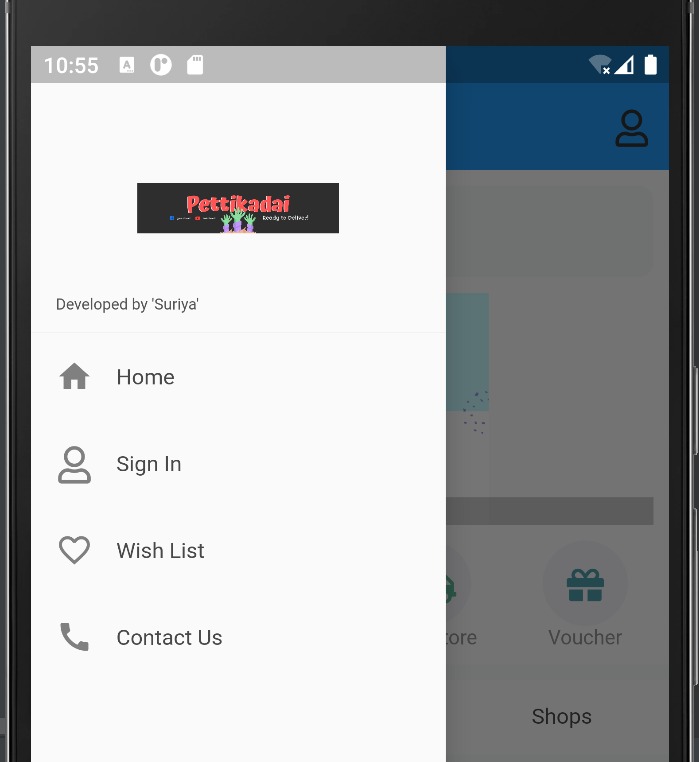 10:55
A
Pettikadai
Ready to Deliver!
Developed by 'Suriya'
Home
Sign In
Wish List
Contact Us
tore
Voucher
Shops